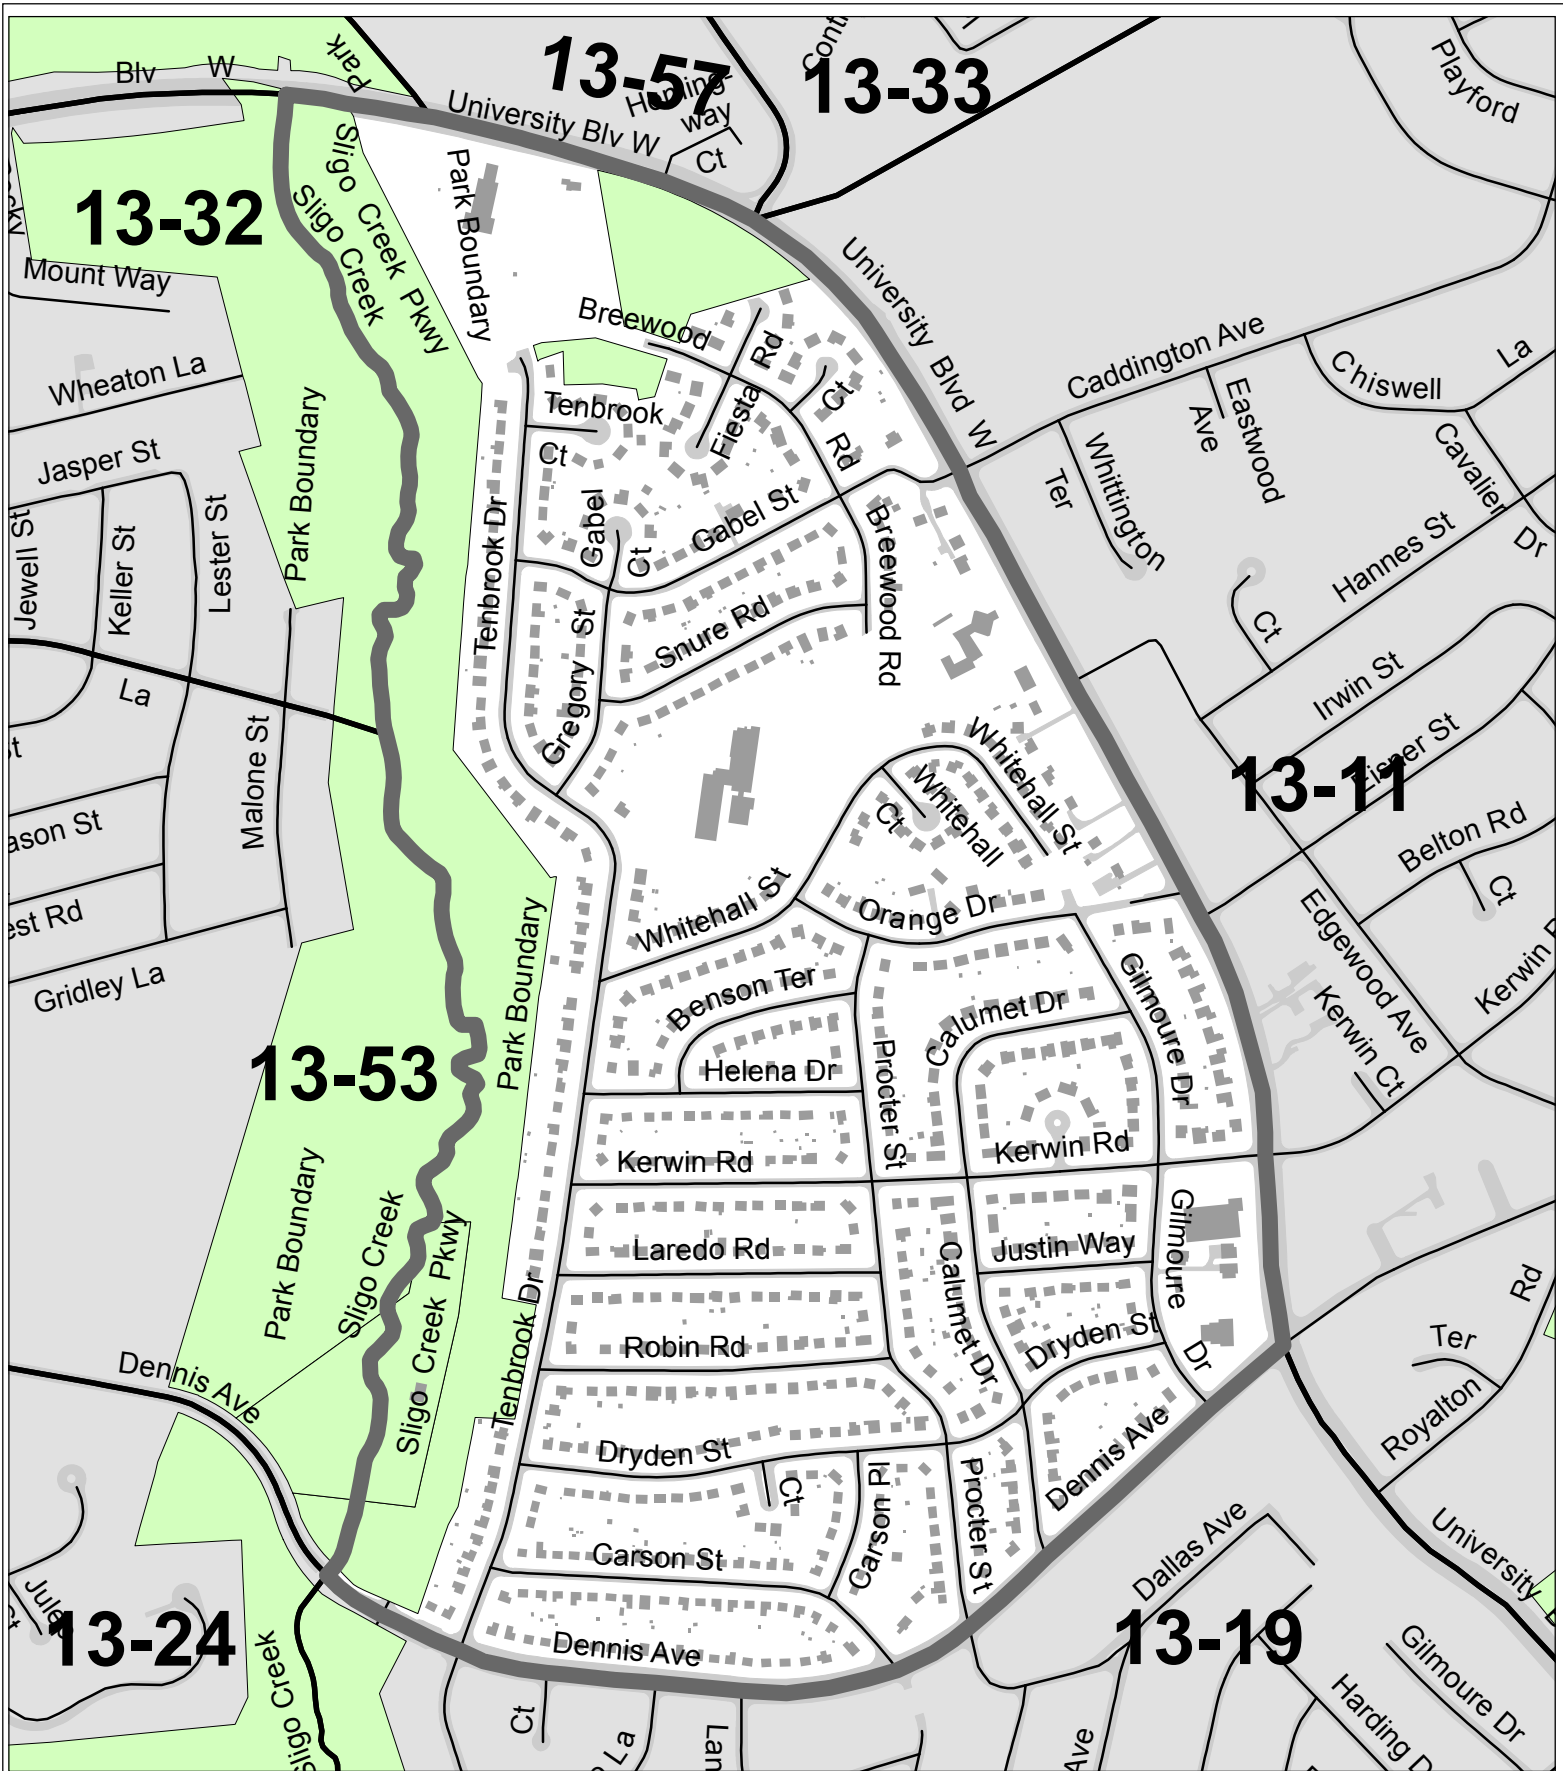 Blv W
Park
13-57
13-33
Heming-
way
Ct
Playford
University Blv W
Sligo Creek Pkwy
Sligo Creek
Park Boundary
13-32
Mount Way
University Blvd W
Breewood
Rd
Fiesta
Rd
Ct
Caddington Ave
Chiswell
La
Wheaton La
Tenbrook
Ct
Eastwood
Ave
Whittington
Ter
Cavalier
Dr
Jasper St
Park Boundary
Gabel St
Gabel
Ct
Tenbrook Dr
Breewood Rd
Hannes St
Jewell St
Keller St
Lester St
Snure Rd
Gregory St
Ct
Irwin St
La
Malone St
Whitehall St
Whitehall
Ct
Eisner St
13-11
Belton Rd
Ct
Whitehall St
Orange Dr
Gridley La
Park Boundary
Benson Ter
Calumet Dr
Gilmoure Dr
Edgewood Ave
Kerwin Ct
Kerwin
13-53
Helena Dr
Procter St
Kerwin Rd
Kerwin Rd
Park Boundary
Sligo Creek
Sligo Creek Pkwy
Laredo Rd
Calumet Dr
Justin Way
Gilmoure
Dr
Tenbrook Dr
Robin Rd
Dryden St
Rd
Ter
Royalton
Dennis Ave
Dryden St
Ct
Carson Pl
Procter St
Dennis Ave
Carson St
Dallas Ave
University
13-24
Sligo Creek
Dennis Ave
13-19
Gilmoure Dr
Harding
Ct
La
Ave